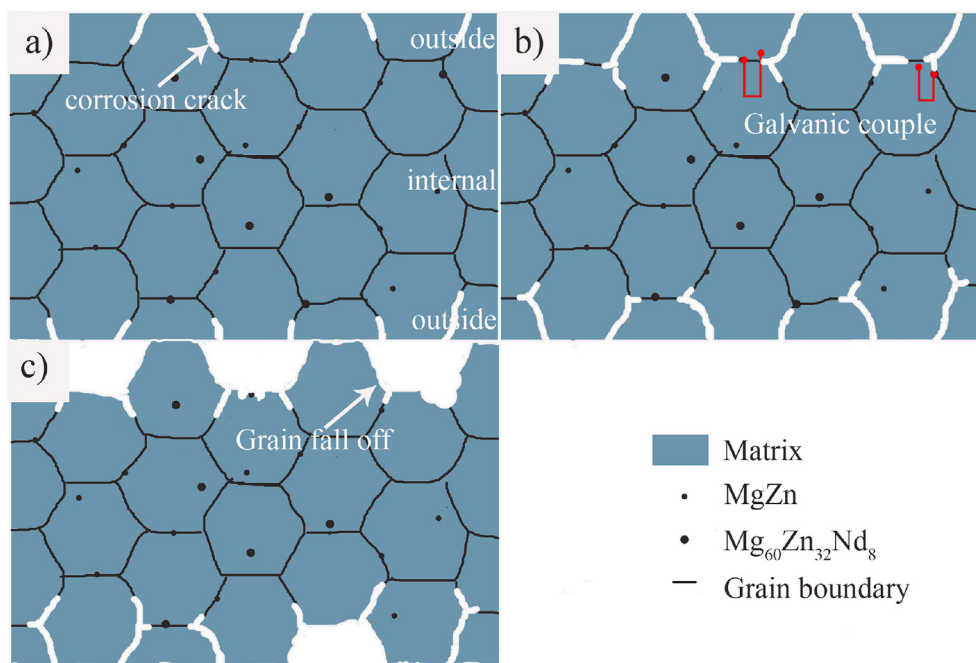 a)
outside
corrosion crack
internal
outside
b)
Galvanic couple
c)
Grain fall off
Matrix
MgZn
Mg₆₀Zn₃₂Nd₈
Grain boundary